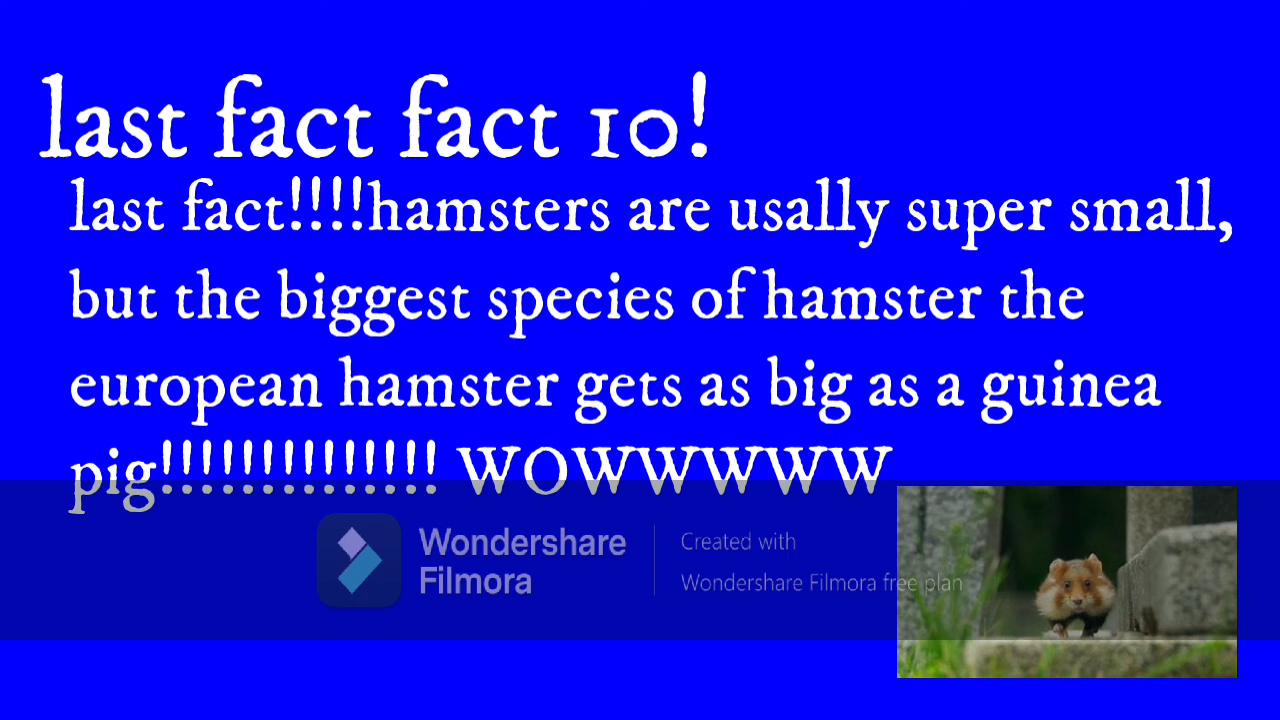 last fact fact 10!
last fact!!!!hamsters are usally super small,
but the biggest species of hamster the
european hamster gets as big as a guinea
pig!!!!!!!!!!!!!! WOWWWWW
Wondershare
Filmora
Created with
Wondershare Filmora free plan